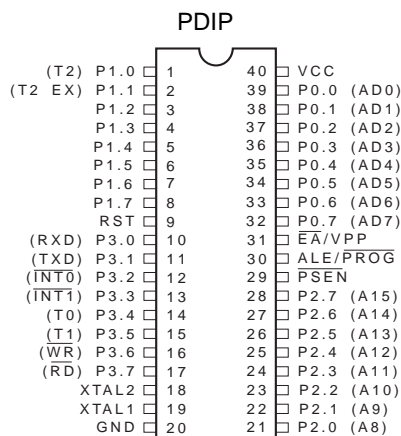 PDIP
(T2) P1.0 1 40 VCC
(T2 EX) P1.1 2 39 P0.0 (AD0)
P1.2 3 38 P0.1 (AD1)
P1.3 4 37 P0.2 (AD2)
P1.4 5 36 P0.3 (AD3)
P1.5 6 35 P0.4 (AD4)
P1.6 7 34 P0.5 (AD5)
P1.7 8 33 P0.6 (AD6)
RST 9 32 P0.7 (AD7)
(RXD) P3.0 10 31 E̅A̅/VPP
(TXD) P3.1 11 30 ALE/P̅R̅O̅G̅
(I̅N̅T̅0̅) P3.2 12 29 P̅S̅E̅N̅
(I̅N̅T̅1̅) P3.3 13 28 P2.7 (A15)
(T0) P3.4 14 27 P2.6 (A14)
(T1) P3.5 15 26 P2.5 (A13)
(W̅R̅) P3.6 16 25 P2.4 (A12)
(R̅D̅) P3.7 17 24 P2.3 (A11)
XTAL2 18 23 P2.2 (A10)
XTAL1 19 22 P2.1 (A9)
GND 20 21 P2.0 (A8)